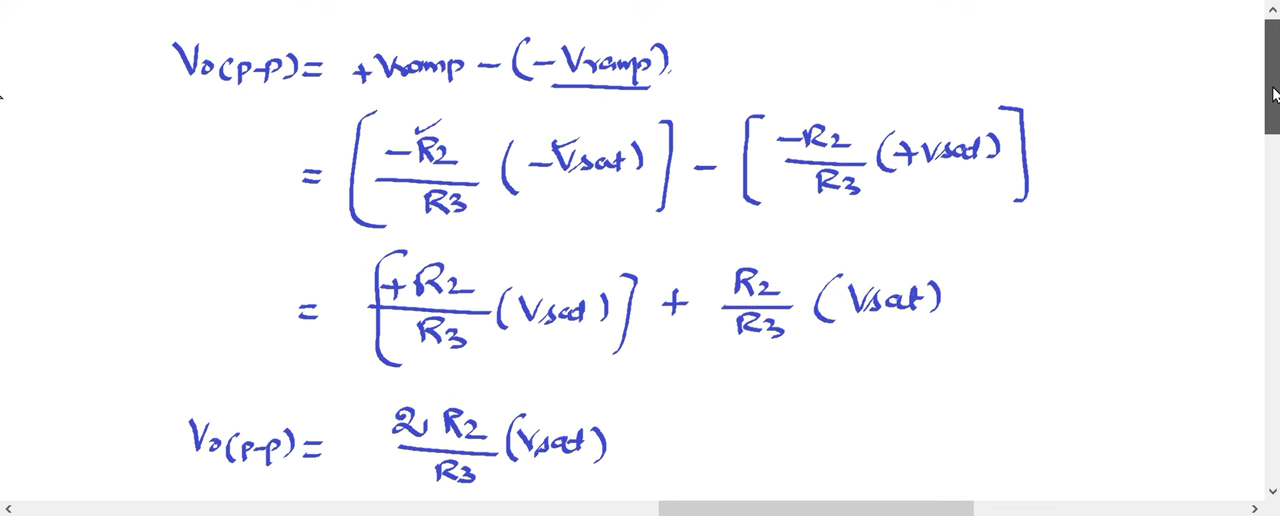 Vo(p-p) = +Vramp - (-Vramp).
= [-R2/R3 (-Vsat)] - [-R2/R3 (+Vsat)]
= [+R2/R3 (Vsat)] + R2/R3 (Vsat)
Vo(p-p) = 2 R2/R3 (Vsat)